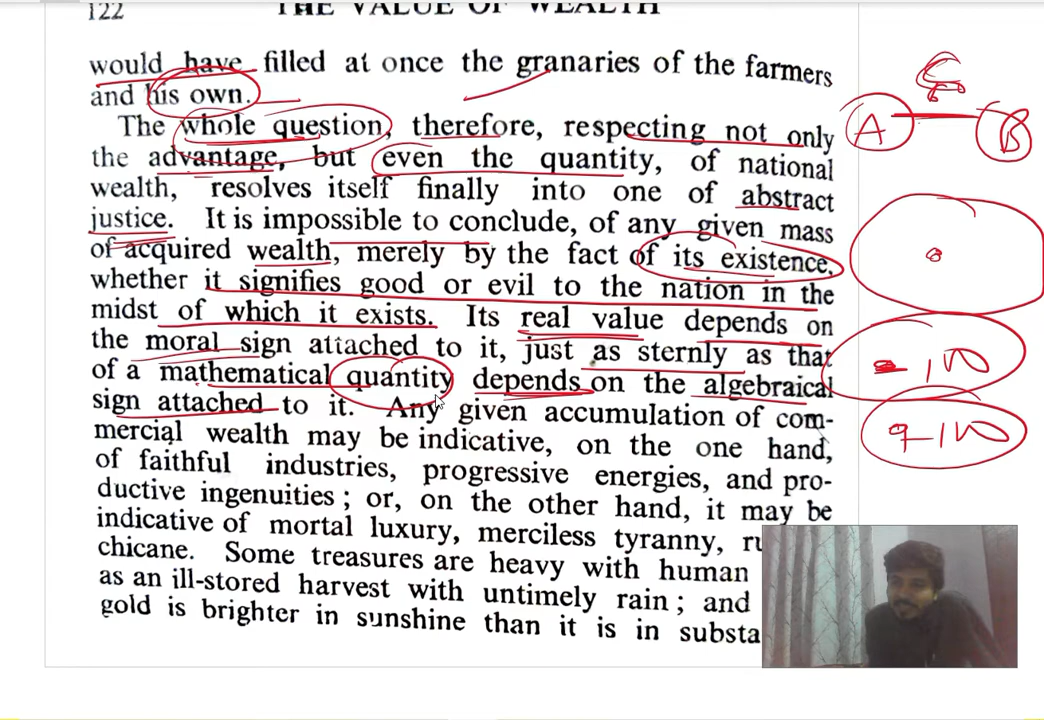 122 THE VALUE OF WEALTH
would have filled at once the granaries of the farmers
and his own.
The whole question, therefore, respecting not only
the advantage, but even the quantity, of national
wealth, resolves itself finally into one of abstract
justice. It is impossible to conclude, of any given mass
of acquired wealth, merely by the fact of its existence,
whether it signifies good or evil to the nation in the
midst of which it exists. Its real value depends on
the moral sign attached to it, just as sternly as that
of a mathematical quantity depends on the algebraical
sign attached to it. Any given accumulation of com-
mercial wealth may be indicative, on the one hand,
of faithful industries, progressive energies, and pro-
ductive ingenuities; or, on the other hand, it may be
indicative of mortal luxury, merciless tyranny,
chicane. Some treasures are heavy with human
as an ill-stored harvest with untimely rain; and
gold is brighter in sunshine than it is in
A
B